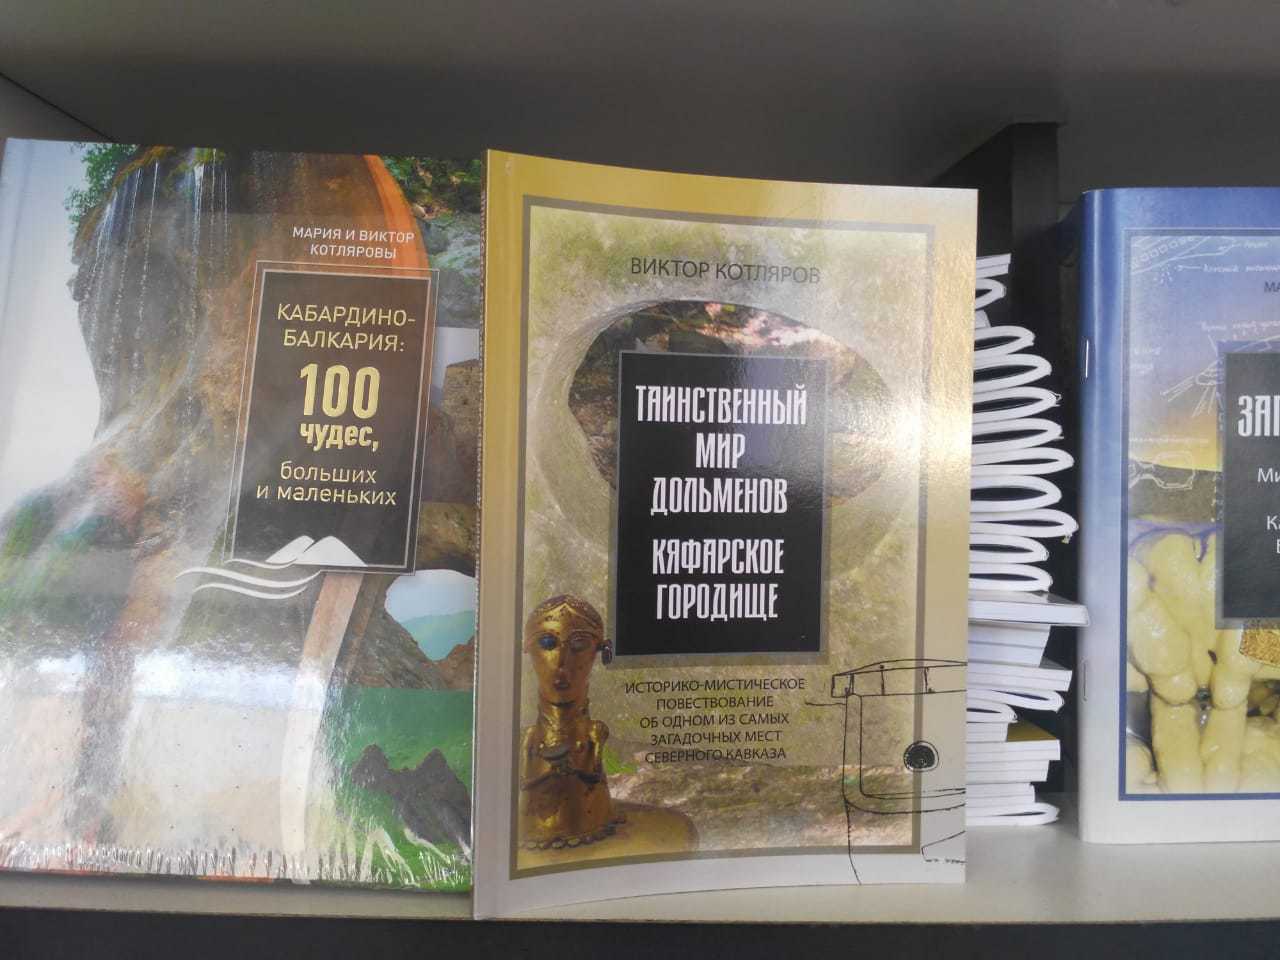 МАРИЯ И ВИКТОР
КОТЛЯРОВЫ
КАБАРДИНО-
БАЛКАРИЯ:
100
чудес,
больших
и маленьких
ВИКТОР КОТЛЯРОВ
ТАИНСТВЕННЫЙ
МИР
ДОЛЬМЕНОВ
КЯФАРСКОЕ
ГОРОДИЩЕ
ИСТОРИКО-МИСТИЧЕСКОЕ
ПОВЕСТВОВАНИЕ
ОБ ОДНОМ ИЗ САМЫХ
ЗАГАДОЧНЫХ МЕСТ
СЕВЕРНОГО КАВКАЗА